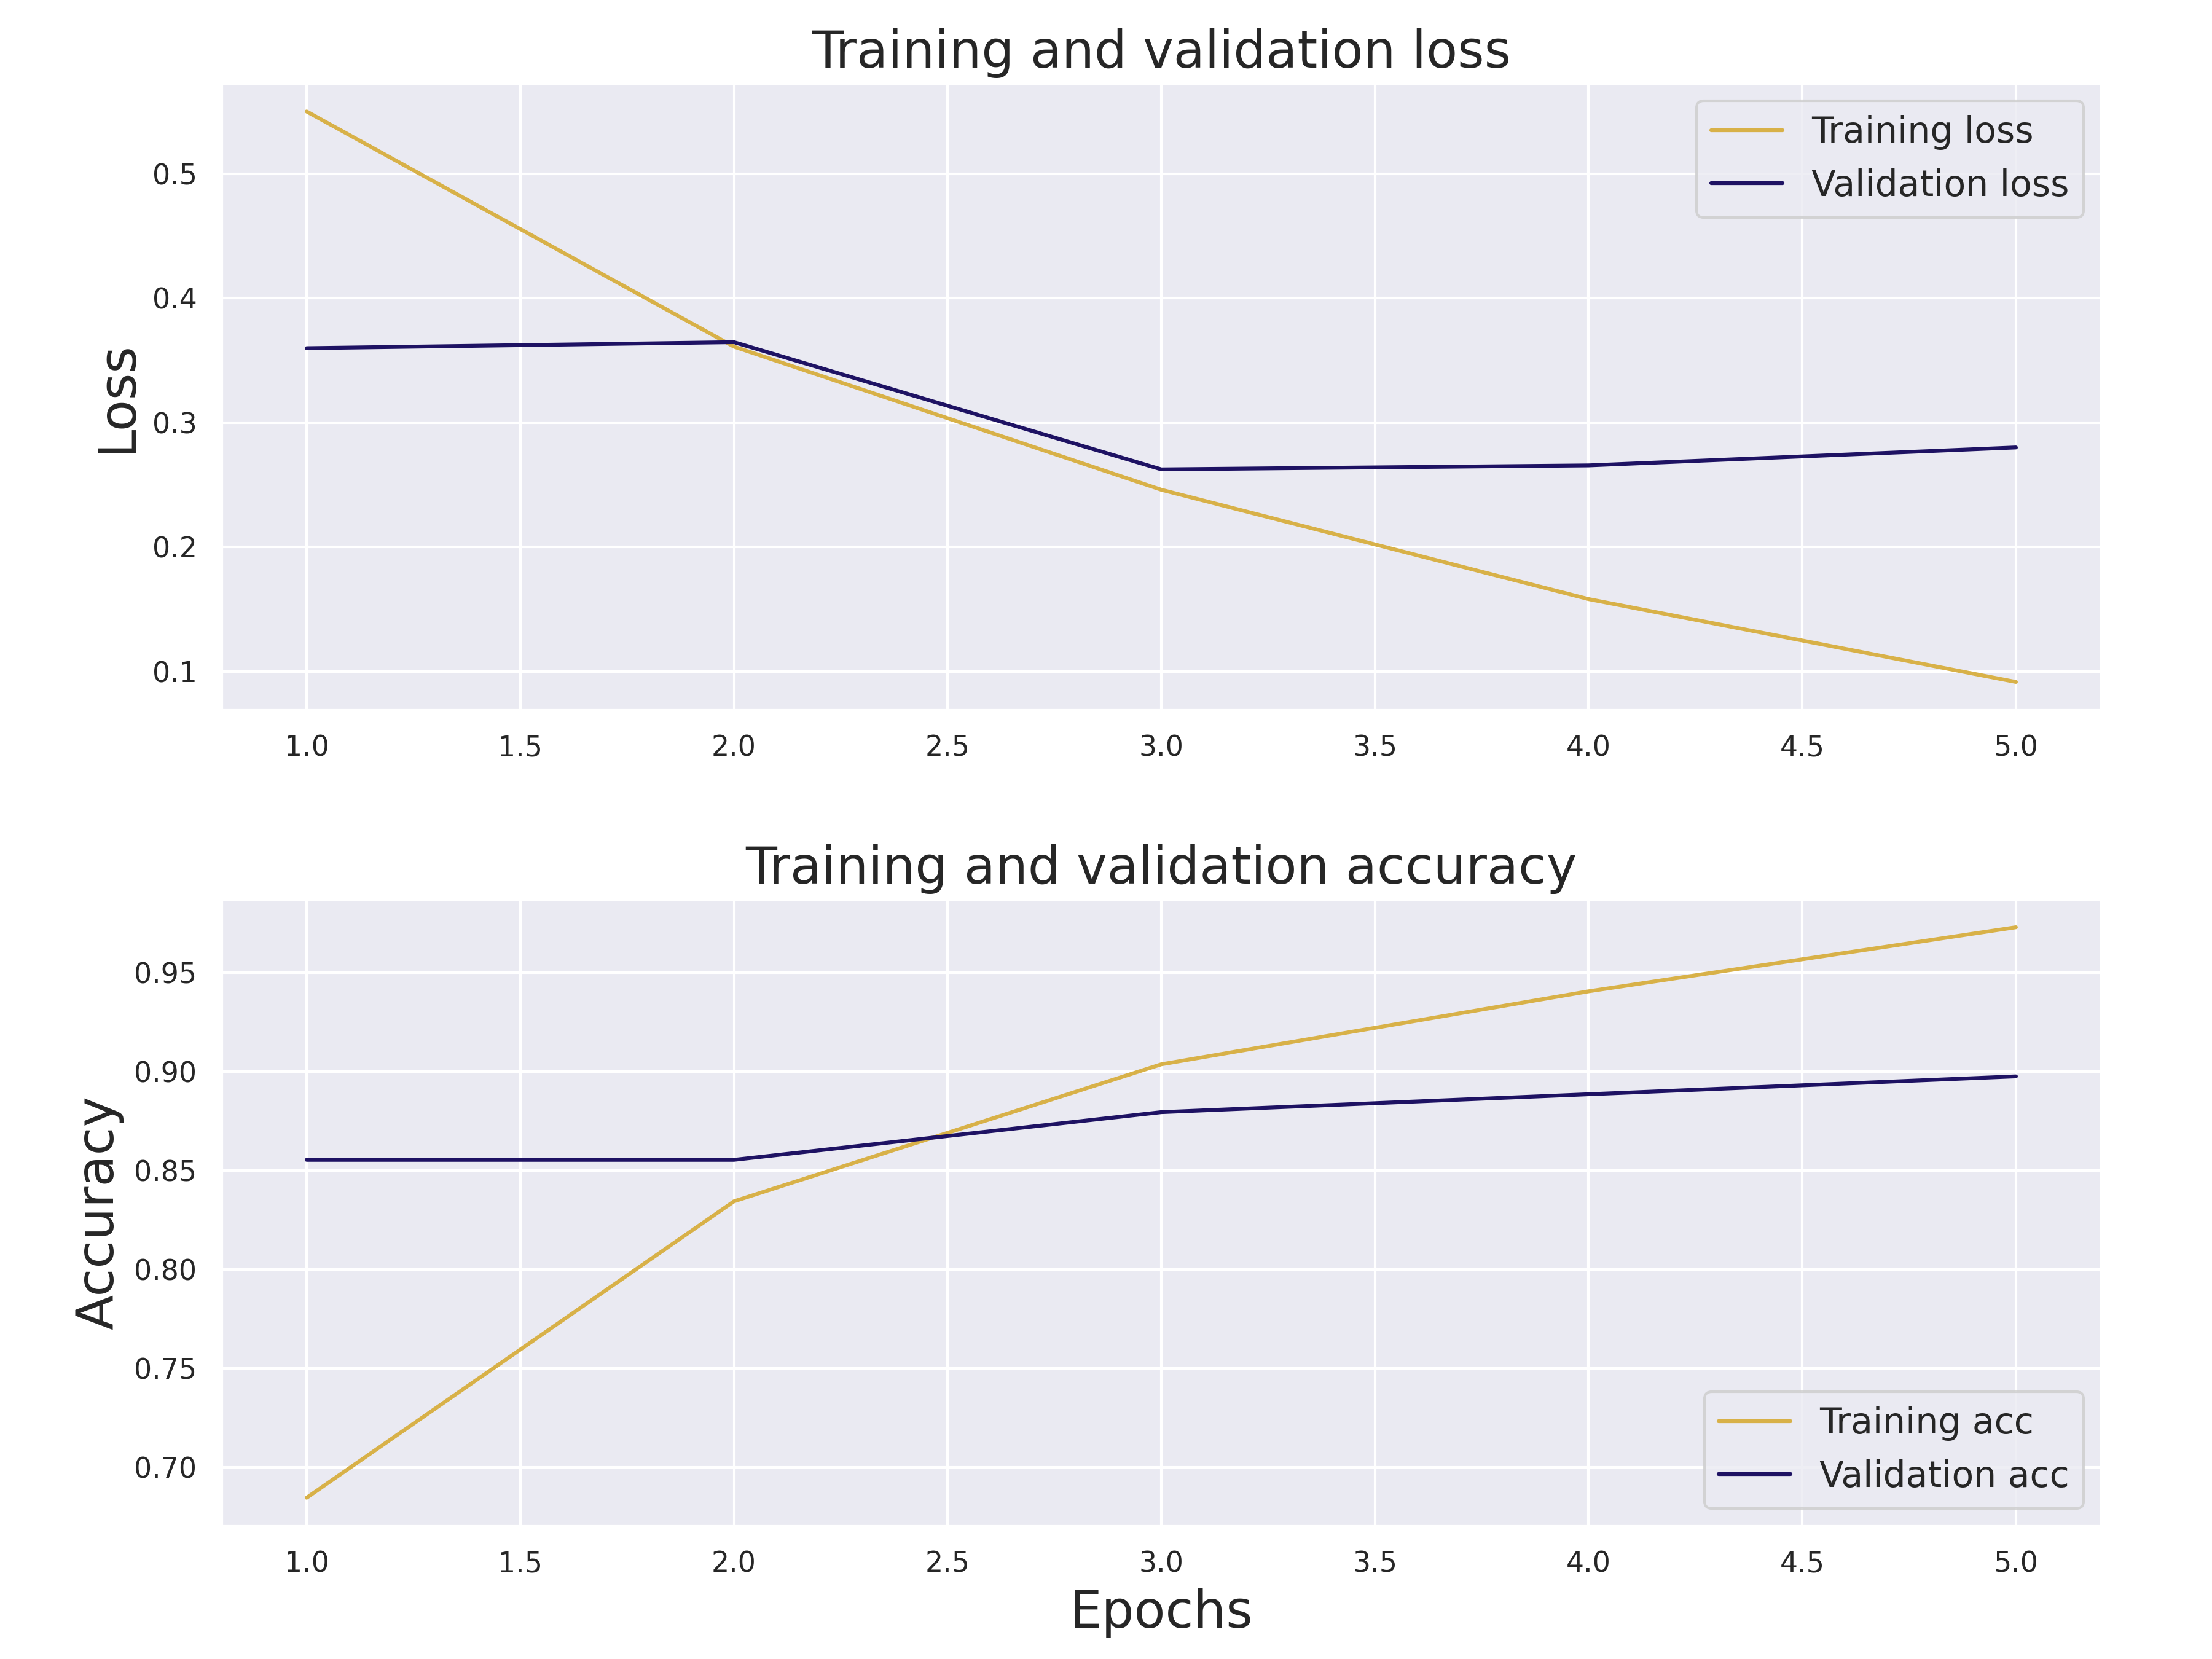 Training and validation loss
Training loss
Validation loss
Loss
0.5
0.4
0.3
0.2
0.1
1.0 1.5 2.0 2.5 3.0 3.5 4.0 4.5 5.0
Training and validation accuracy
Accuracy
0.95
0.90
0.85
0.80
0.75
0.70
Training acc
Validation acc
1.0 1.5 2.0 2.5 3.0 3.5 4.0 4.5 5.0
Epochs